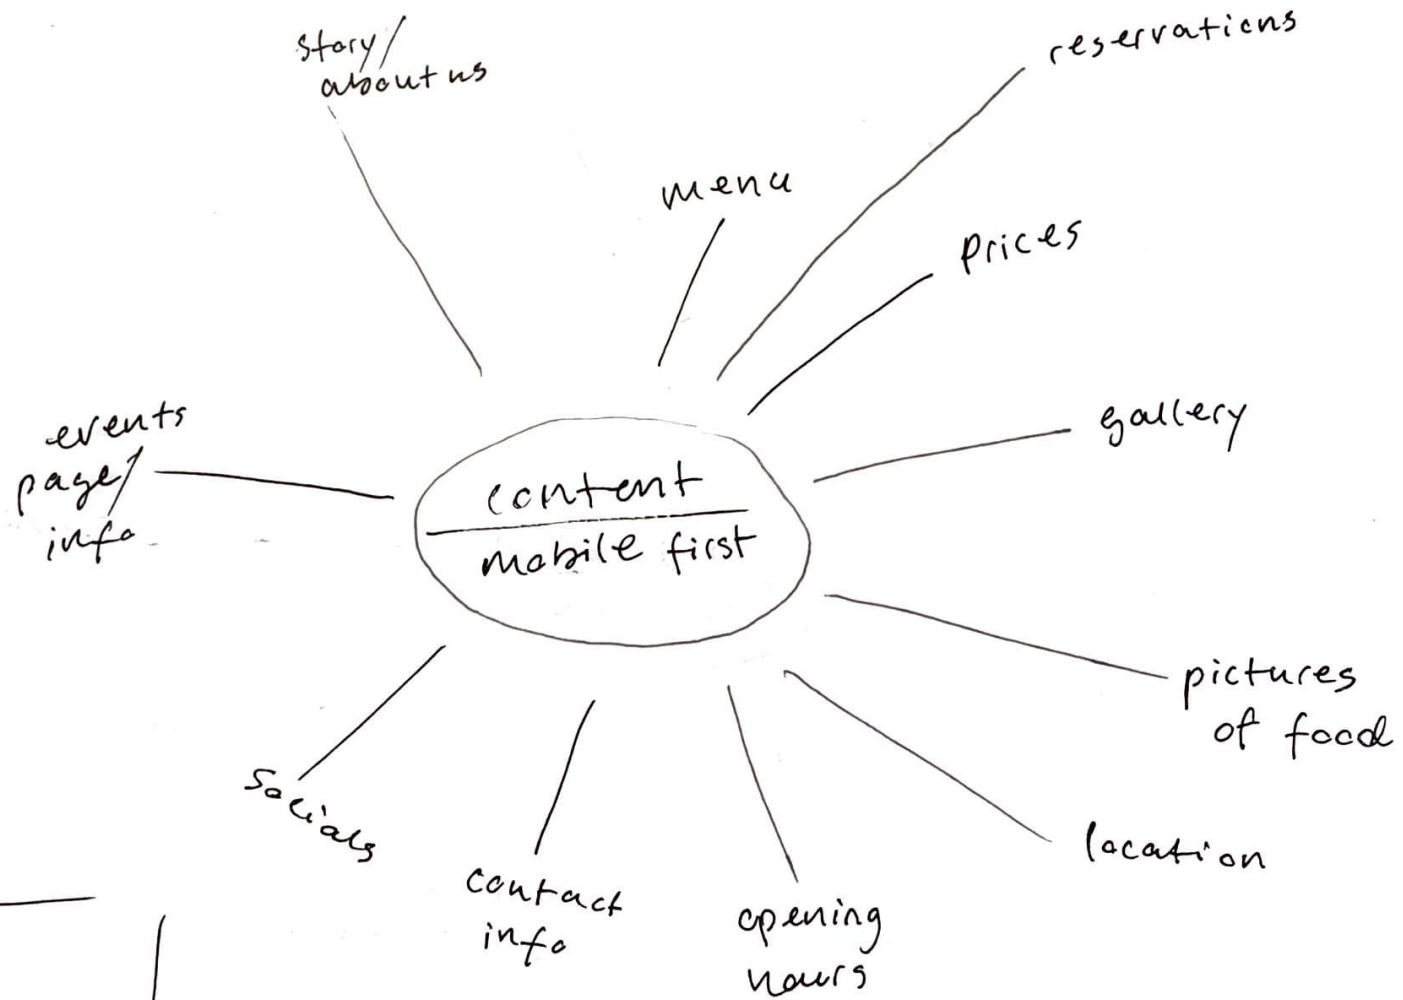 story/
about us
reservations
menu
prices
gallery
events
page/
info
content
mobile first
pictures
of food
socials
location
contact
info
opening
hours